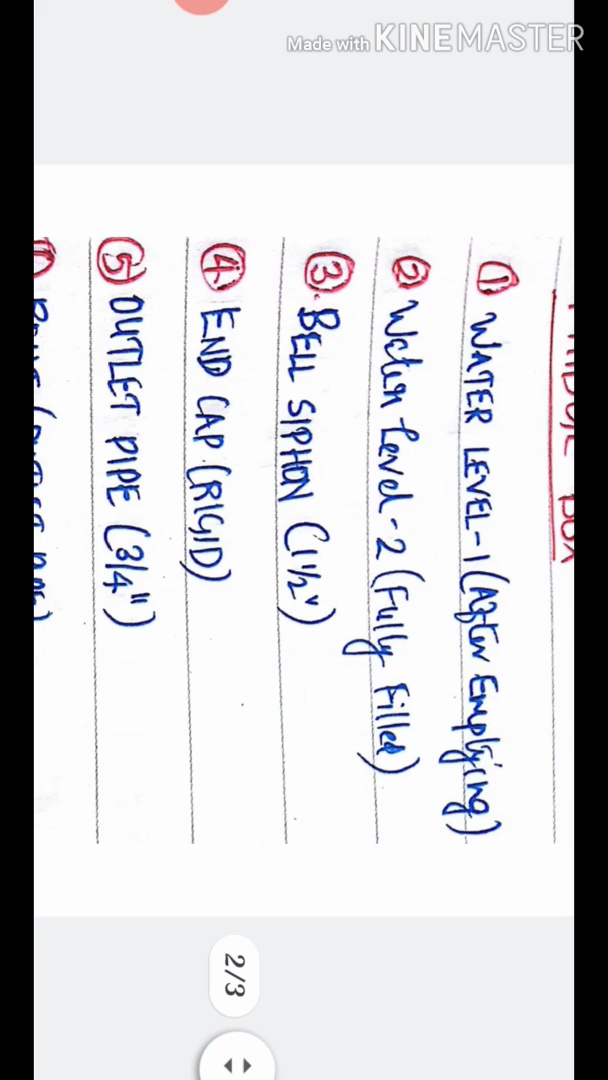 Made with KINEMASTER
BOX
① WATER LEVEL-1 (After Emptying)
② Water Level-2 (Fully Filled)
③. BELL SIPHON (1½")
④ END CAP (RIGID)
⑤ OUTLET PIPE (3/4")
2/3